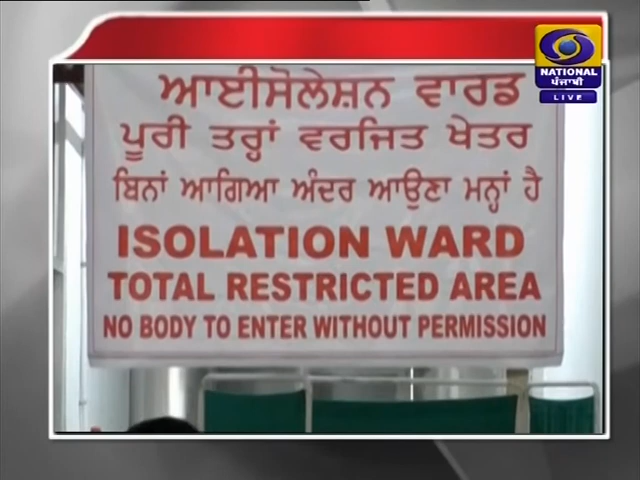 NATIONAL
ਪੰਜਾਬੀ
LIVE
ਆਈਸੋਲੇਸ਼ਨ ਵਾਰਡ
ਪੂਰੀ ਤਰ੍ਹਾਂ ਵਰਜਿਤ ਖੇਤਰ
ਬਿਨਾਂ ਆਗਿਆ ਅੰਦਰ ਆਉਣਾ ਮਨ੍ਹਾਂ ਹੈ
ISOLATION WARD
TOTAL RESTRICTED AREA
NO BODY TO ENTER WITHOUT PERMISSION